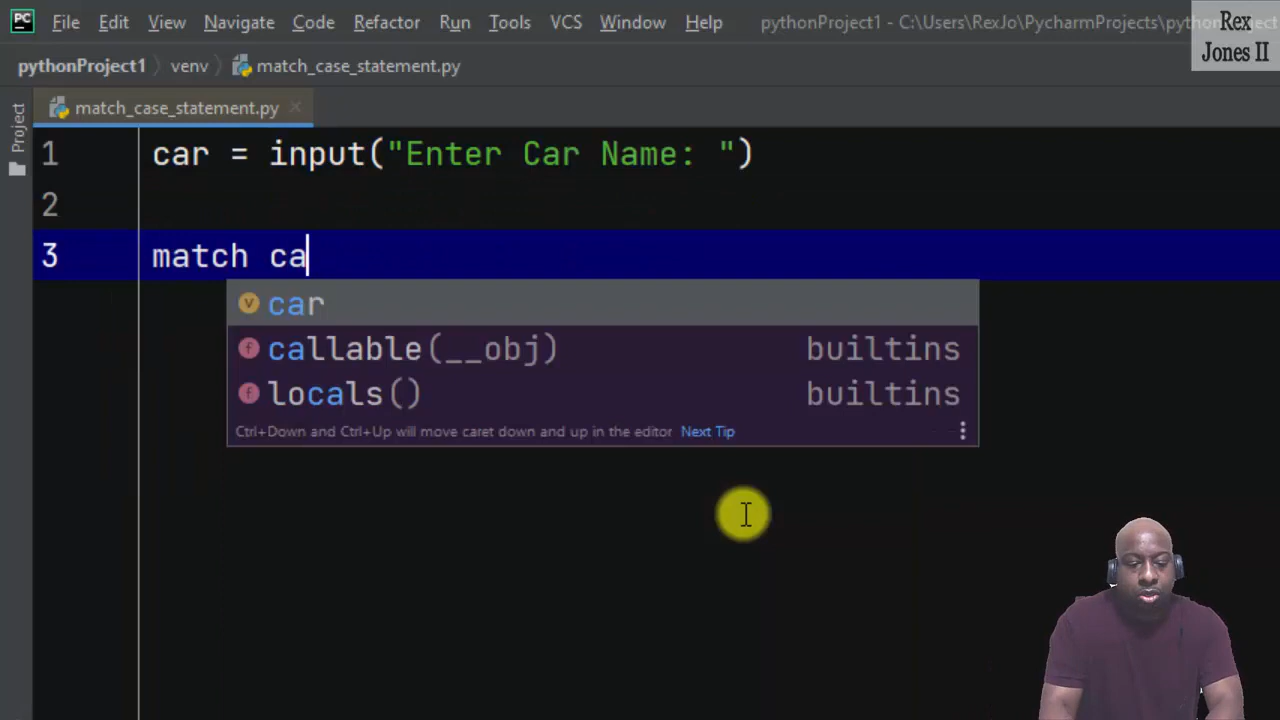 PC File Edit View Navigate Code Refactor Run Tools VCS Window Help pythonProject1 - C:\Users\RexJo\PycharmProjects\pythonProject
Rex
Jones II
pythonProject1 venv match_case_statement.py
match_case_statement.py
Project
1 car = input("Enter Car Name: ")
2
3 match ca
v car
f callable(__obj) builtins
f locals() builtins
Ctrl+Down and Ctrl+Up will move caret down and up in the editor Next Tip